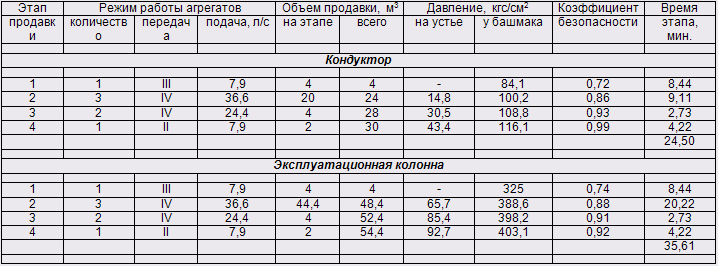 Этап продавки Режим работы агрегатов Объем продавки, м³ Давление, кгс/см² Коэффициент безопасности Время этапа, мин.
количество передача подача, л/с на этапе всего на устье у башмака
Кондуктор
1 1 III 7,9 4 4 - 84,1 0,72 8,44
2 3 IV 36,6 20 24 14,8 100,2 0,86 9,11
3 2 IV 24,4 4 28 30,5 108,8 0,93 2,73
4 1 II 7,9 2 30 43,4 116,1 0,99 4,22
24,50
Эксплуатационная колонна
1 1 III 7,9 4 4 - 325 0,74 8,44
2 3 IV 36,6 44,4 48,4 65,7 388,6 0,88 20,22
3 2 IV 24,4 4 52,4 85,4 398,2 0,91 2,73
4 1 II 7,9 2 54,4 92,7 403,1 0,92 4,22
35,61